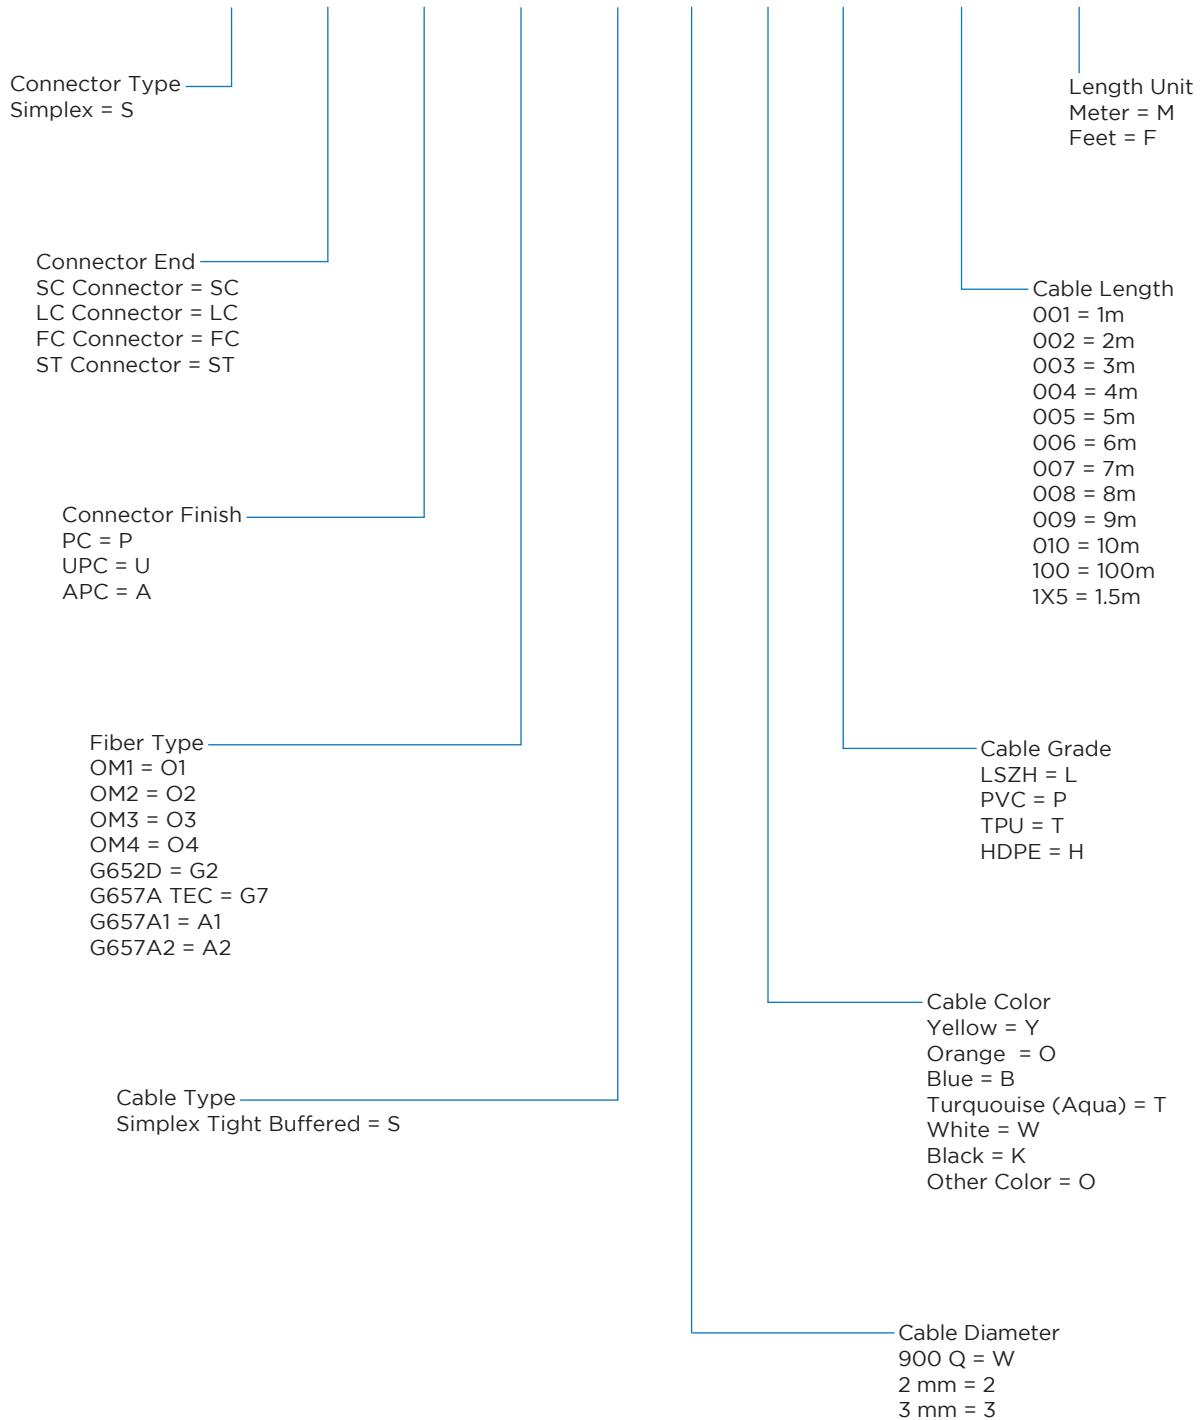 Connector Type
Simplex = S
Length Unit
Meter = M
Feet = F
Connector End
SC Connector = SC
LC Connector = LC
FC Connector = FC
ST Connector = ST
Cable Length
001 = 1m
002 = 2m
003 = 3m
004 = 4m
005 = 5m
006 = 6m
007 = 7m
008 = 8m
009 = 9m
010 = 10m
100 = 100m
1X5 = 1.5m
Connector Finish
PC = P
UPC = U
APC = A
Fiber Type
OM1 = O1
OM2 = O2
OM3 = O3
OM4 = O4
G652D = G2
G657A TEC = G7
G657A1 = A1
G657A2 = A2
Cable Grade
LSZH = L
PVC = P
TPU = T
HDPE = H
Cable Color
Yellow = Y
Orange = O
Blue = B
Turquouise (Aqua) = T
White = W
Black = K
Other Color = O
Cable Type
Simplex Tight Buffered = S
Cable Diameter
900 Q = W
2 mm = 2
3 mm = 3